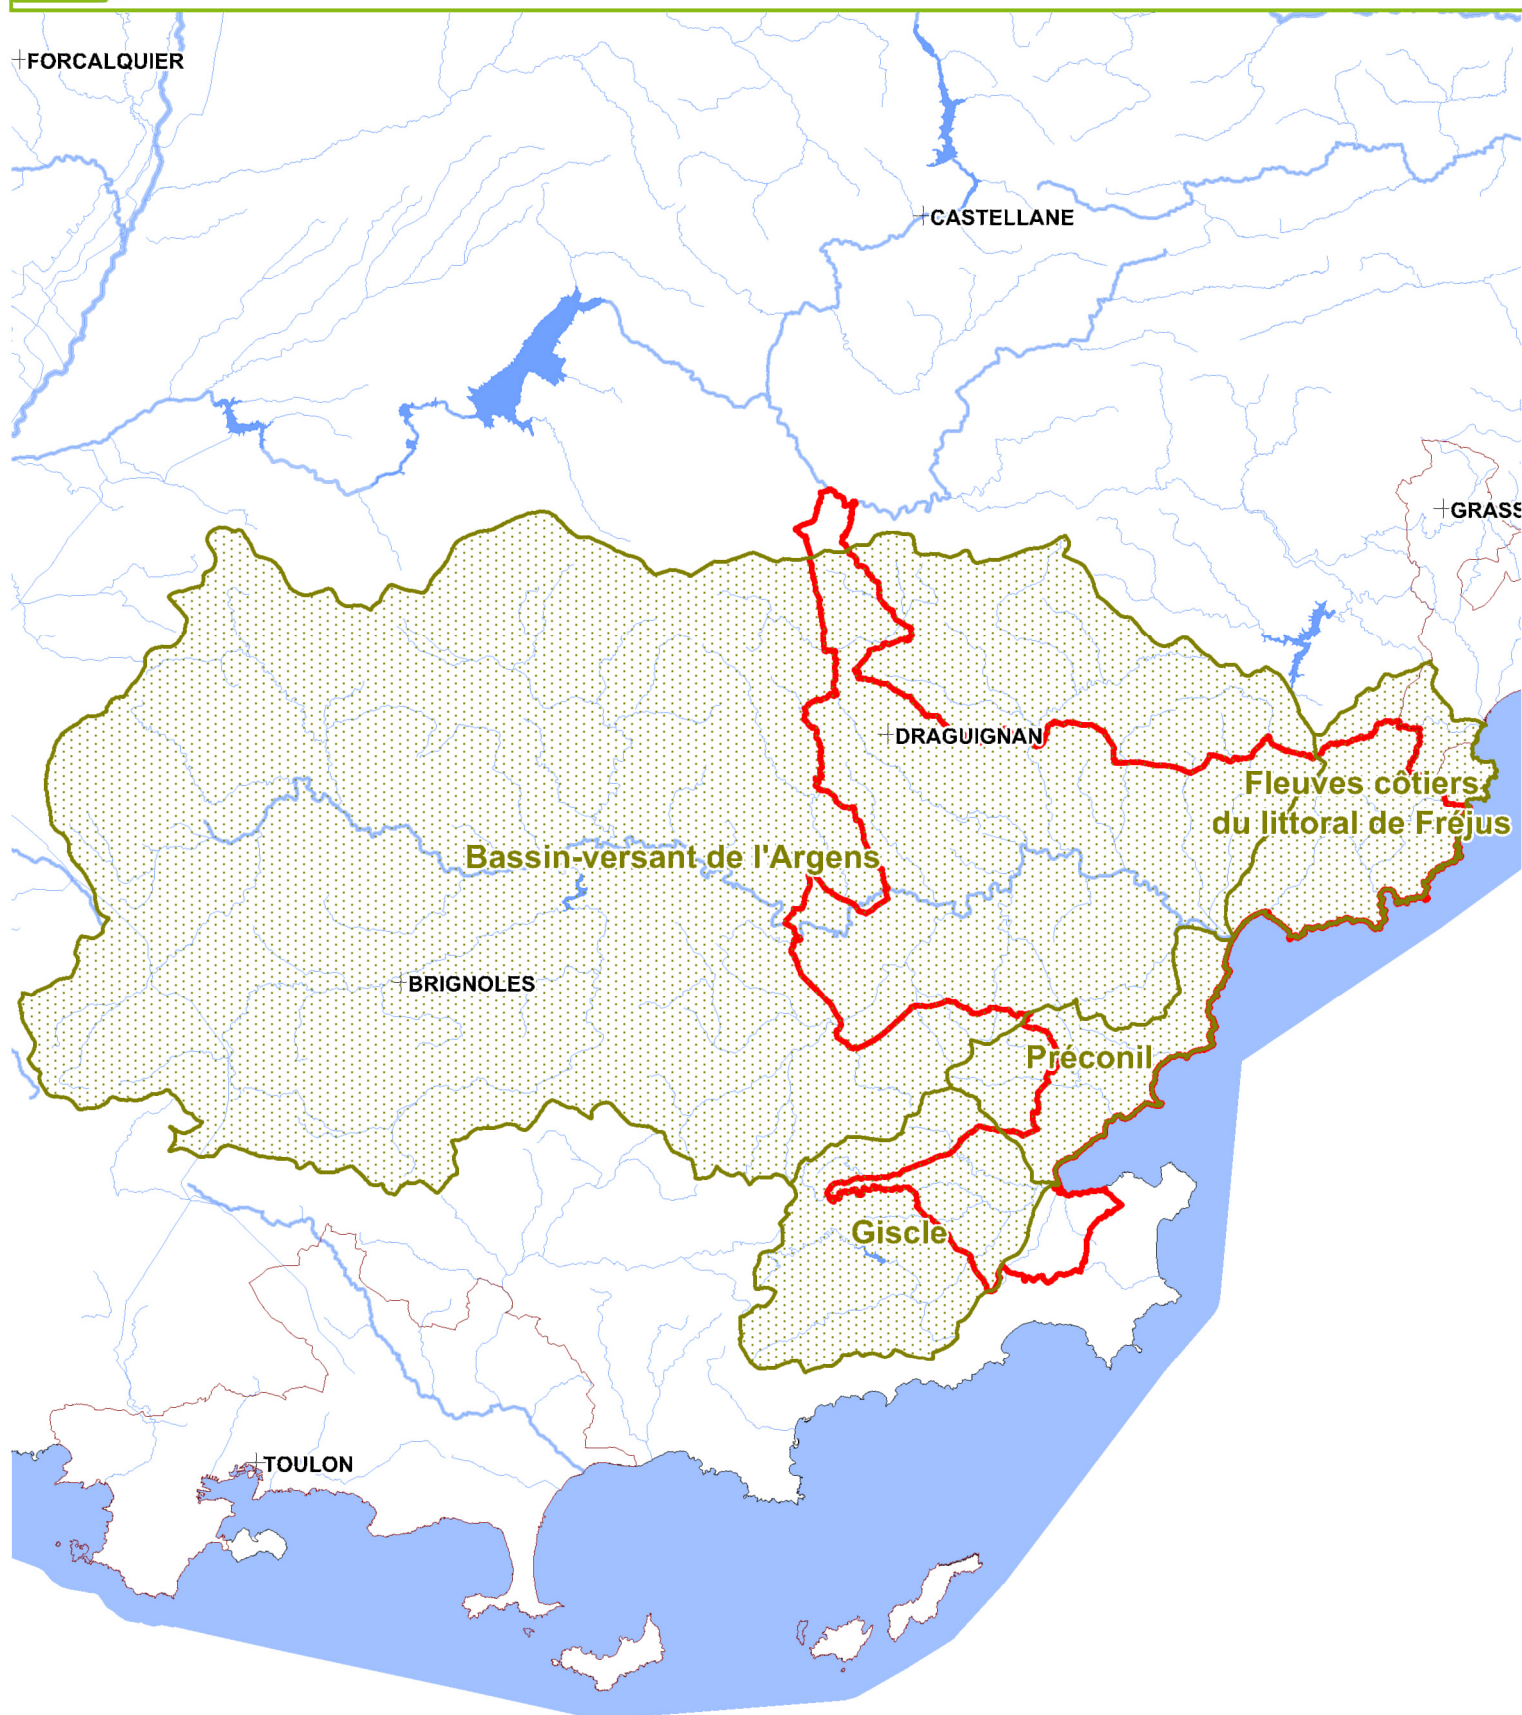 FORCALQUIER
CASTELLANE
GRASS
DRAGUIGNAN
Fleuves côtiers
du littoral de Fréjus
Bassin-versant de l'Argens
BRIGNOLES
Préconil
Giscle
TOULON